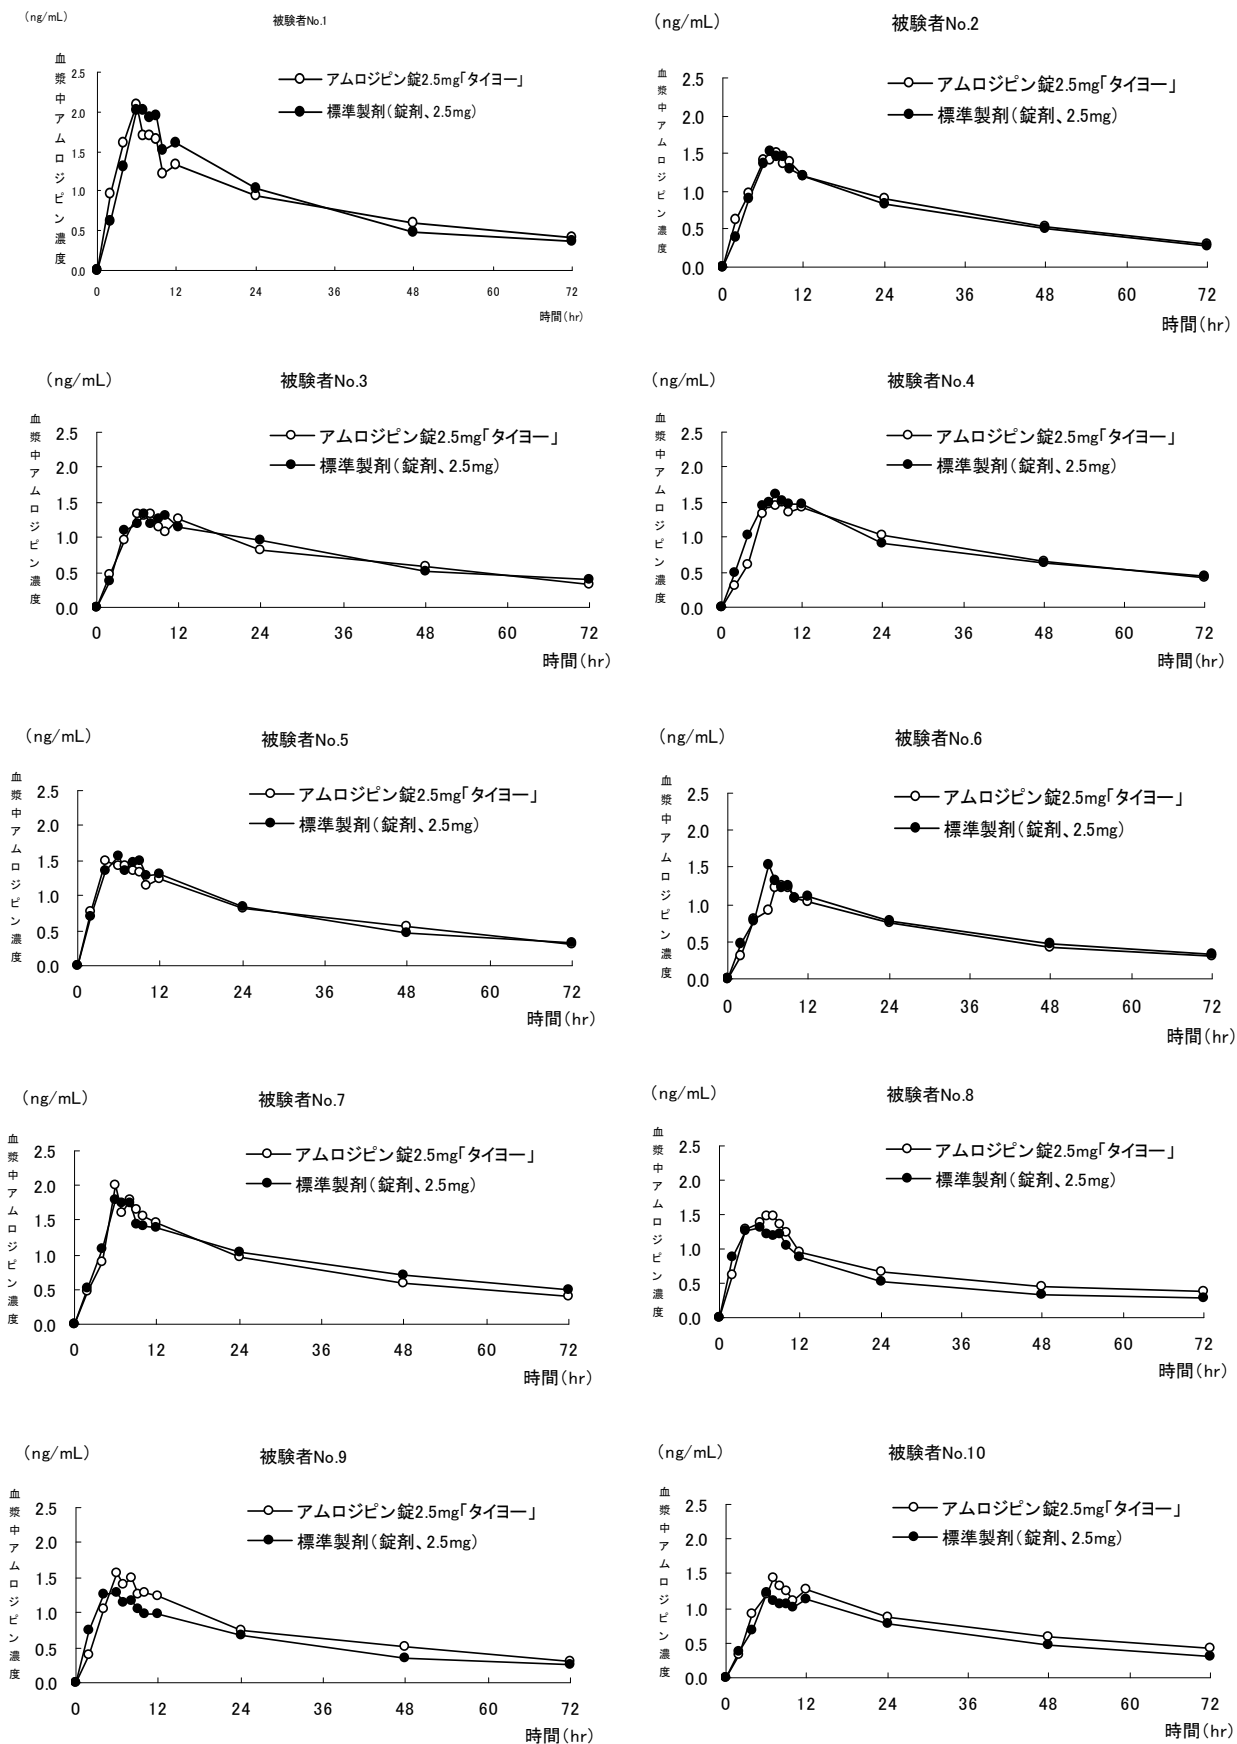 (ng/mL)
被験者No.1
血漿中アムロジピン濃度
2.5
2.0
1.5
1.0
0.5
0.0
アムロジピン錠2.5mg「タイヨー」
標準製剤(錠剤、2.5mg)
0 12 24 36 48 60 72
時間(hr)
(ng/mL)
被験者No.2
血漿中アムロジピン濃度
2.5
2.0
1.5
1.0
0.5
0.0
アムロジピン錠2.5mg「タイヨー」
標準製剤(錠剤、2.5mg)
0 12 24 36 48 60 72
時間(hr)
(ng/mL)
被験者No.3
血漿中アムロジピン濃度
2.5
2.0
1.5
1.0
0.5
0.0
アムロジピン錠2.5mg「タイヨー」
標準製剤(錠剤、2.5mg)
0 12 24 36 48 60 72
時間(hr)
(ng/mL)
被験者No.4
血漿中アムロジピン濃度
2.5
2.0
1.5
1.0
0.5
0.0
アムロジピン錠2.5mg「タイヨー」
標準製剤(錠剤、2.5mg)
0 12 24 36 48 60 72
時間(hr)
(ng/mL)
被験者No.5
血漿中アムロジピン濃度
2.5
2.0
1.5
1.0
0.5
0.0
アムロジピン錠2.5mg「タイヨー」
標準製剤(錠剤、2.5mg)
0 12 24 36 48 60 72
時間(hr)
(ng/mL)
被験者No.6
血漿中アムロジピン濃度
2.5
2.0
1.5
1.0
0.5
0.0
アムロジピン錠2.5mg「タイヨー」
標準製剤(錠剤、2.5mg)
0 12 24 36 48 60 72
時間(hr)
(ng/mL)
被験者No.7
血漿中アムロジピン濃度
2.5
2.0
1.5
1.0
0.5
0.0
アムロジピン錠2.5mg「タイヨー」
標準製剤(錠剤、2.5mg)
0 12 24 36 48 60 72
時間(hr)
(ng/mL)
被験者No.8
血漿中アムロジピン濃度
2.5
2.0
1.5
1.0
0.5
0.0
アムロジピン錠2.5mg「タイヨー」
標準製剤(錠剤、2.5mg)
0 12 24 36 48 60 72
時間(hr)
(ng/mL)
被験者No.9
血漿中アムロジピン濃度
2.5
2.0
1.5
1.0
0.5
0.0
アムロジピン錠2.5mg「タイヨー」
標準製剤(錠剤、2.5mg)
0 12 24 36 48 60 72
時間(hr)
(ng/mL)
被験者No.10
血漿中アムロジピン濃度
2.5
2.0
1.5
1.0
0.5
0.0
アムロジピン錠2.5mg「タイヨー」
標準製剤(錠剤、2.5mg)
0 12 24 36 48 60 72
時間(hr)